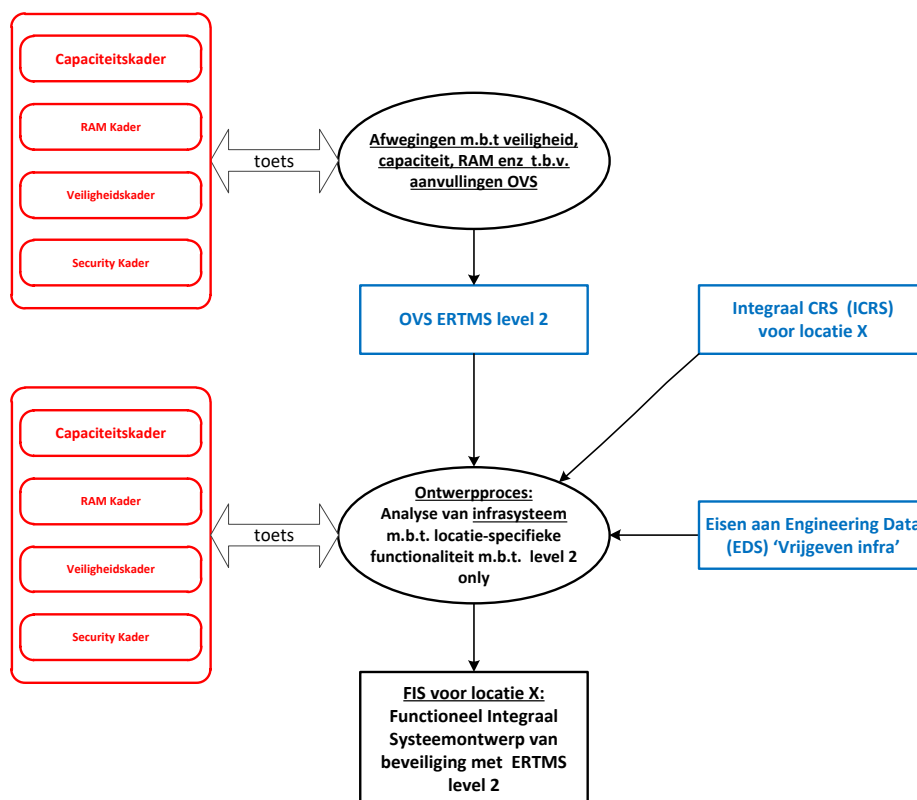 Capaciteitskader
RAM Kader
Veiligheidskader
Security Kader
toets
Afwegingen m.b.t veiligheid,
capaciteit, RAM enz t.b.v.
aanvullingen OVS
OVS ERTMS level 2
Integraal CRS (ICRS)
voor locatie X
Capaciteitskader
RAM Kader
Veiligheidskader
Security Kader
toets
Ontwerpproces:
Analyse van infrasysteem
m.b.t. locatie-specifieke
functionaliteit m.b.t. level 2
only
Eisen aan Engineering Data
(EDS) ‘Vrijgeven infra’
FIS voor locatie X:
Functioneel Integraal
Systeemontwerp van
beveiliging met ERTMS
level 2